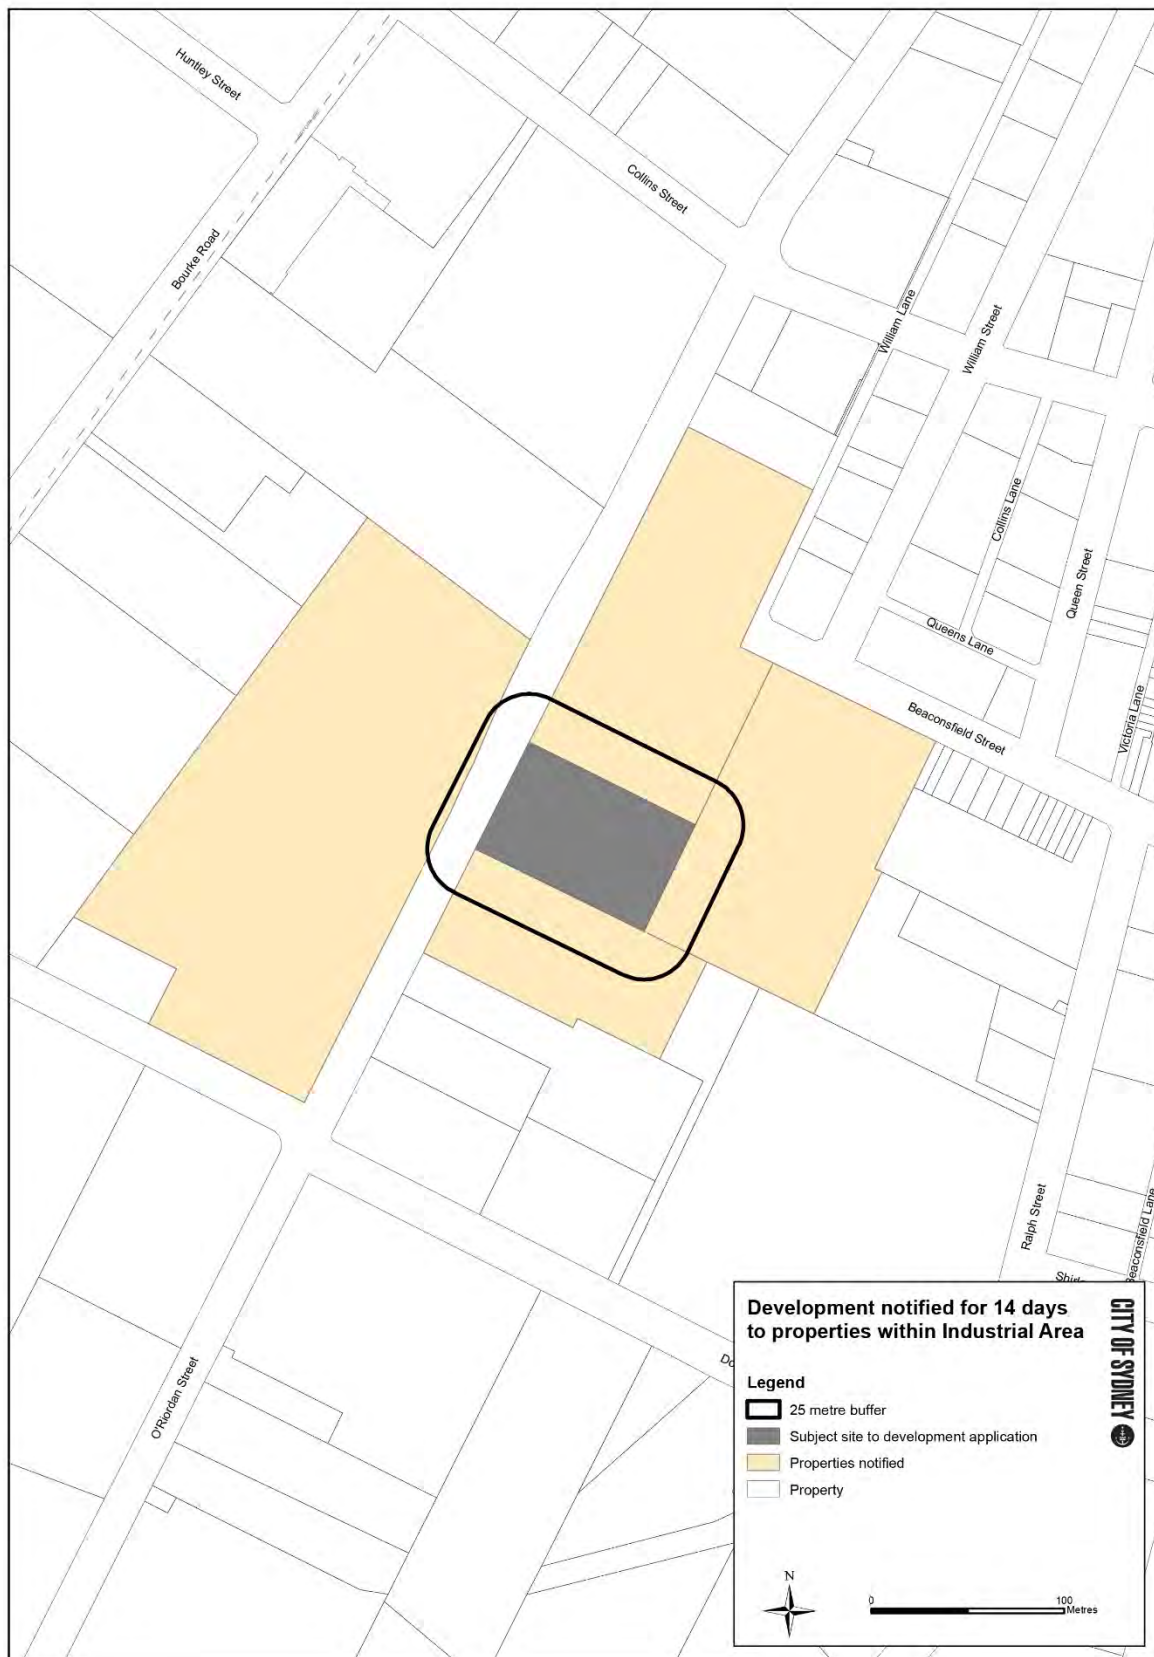 Huntley Street
Collins Street
Bourke Road
William Lane
William Street
Collins Lane
Queen Street
Queens Lane
Victoria Lane
Beaconsfield Street
Ralph Street
Beaconsfield Lane
O'Riordan Street
Development notified for 14 days
to properties within Industrial Area
CITY OF SYDNEY
Legend
25 metre buffer
Subject site to development application
Properties notified
Property
N
0
100
Metres